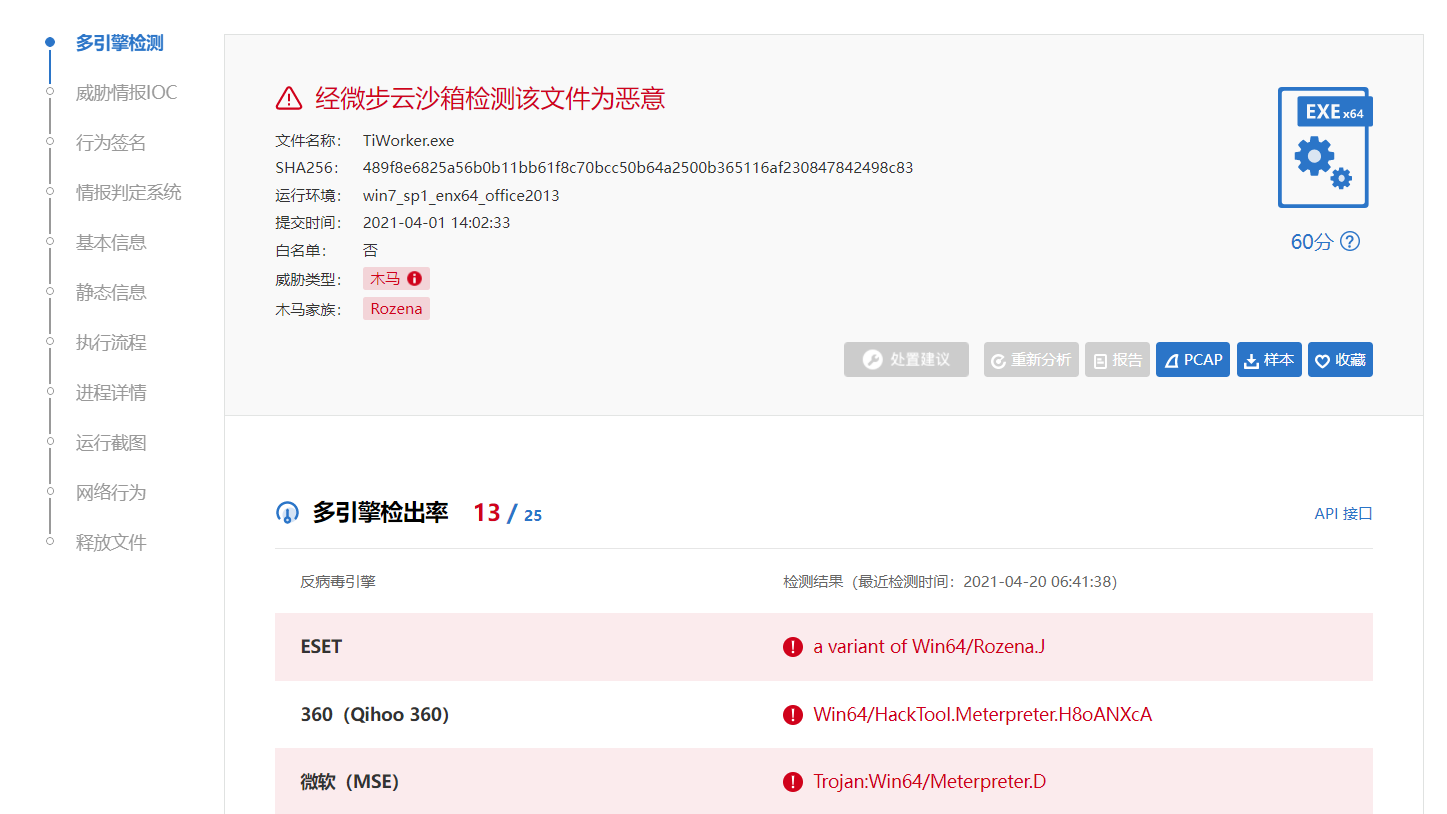 多引擎检测
威胁情报IOC
行为签名
情报判定系统
基本信息
静态信息
执行流程
进程详情
运行截图
网络行为
释放文件
经微步云沙箱检测该文件为恶意
文件名称： TiWorker.exe
SHA256： 489f8e6825a56b0b11bb61f8c70bcc50b64a2500b365116af230847842498c83
运行环境： win7_sp1_enx64_office2013
提交时间： 2021-04-01 14:02:33
白名单： 否
威胁类型： 木马
木马家族： Rozena
EXE x64
60分 ?
处置建议 重新分析 报告 PCAP 样本 收藏
多引擎检出率 13 / 25 API 接口
反病毒引擎 检测结果（最近检测时间：2021-04-20 06:41:38）
ESET a variant of Win64/Rozena.J
360（Qihoo 360） Win64/HackTool.Meterpreter.H8oANXcA
微软（MSE） Trojan:Win64/Meterpreter.D